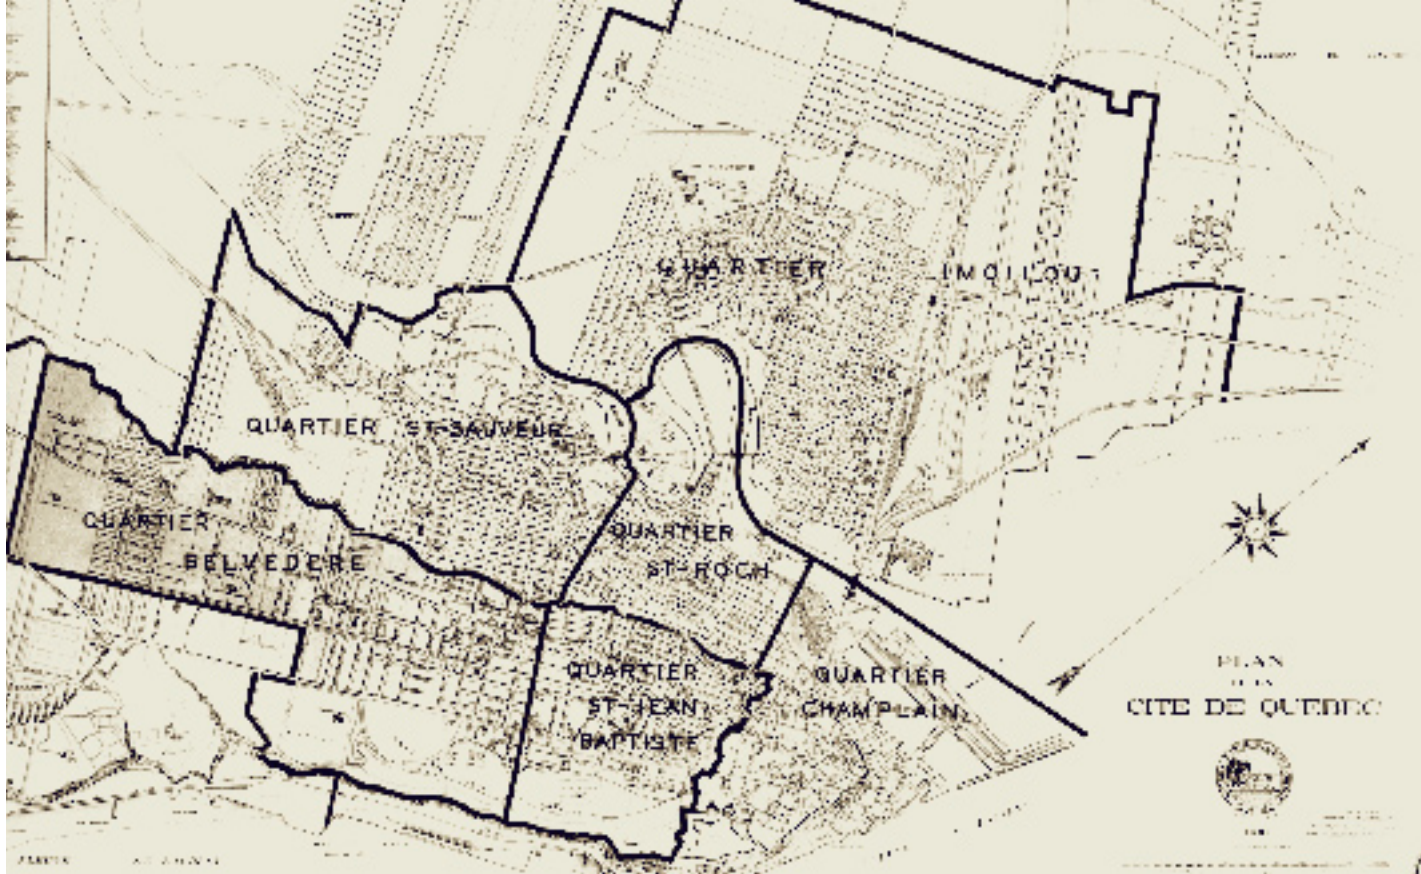 QUARTIER LIMOILOU
QUARTIER ST-SAUVEUR
QUARTIER
BELVEDERE
QUARTIER
ST-ROCH
QUARTIER
ST-JEAN
BAPTISTE
QUARTIER
CHAMPLAIN
PLAN
CITE DE QUEBEC